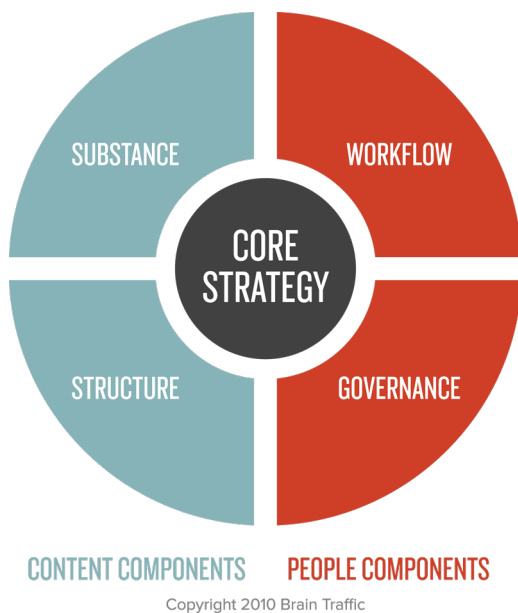 SUBSTANCE
WORKFLOW
CORE
STRATEGY
STRUCTURE
GOVERNANCE
CONTENT COMPONENTS
PEOPLE COMPONENTS
Copyright 2010 Brain Traffic